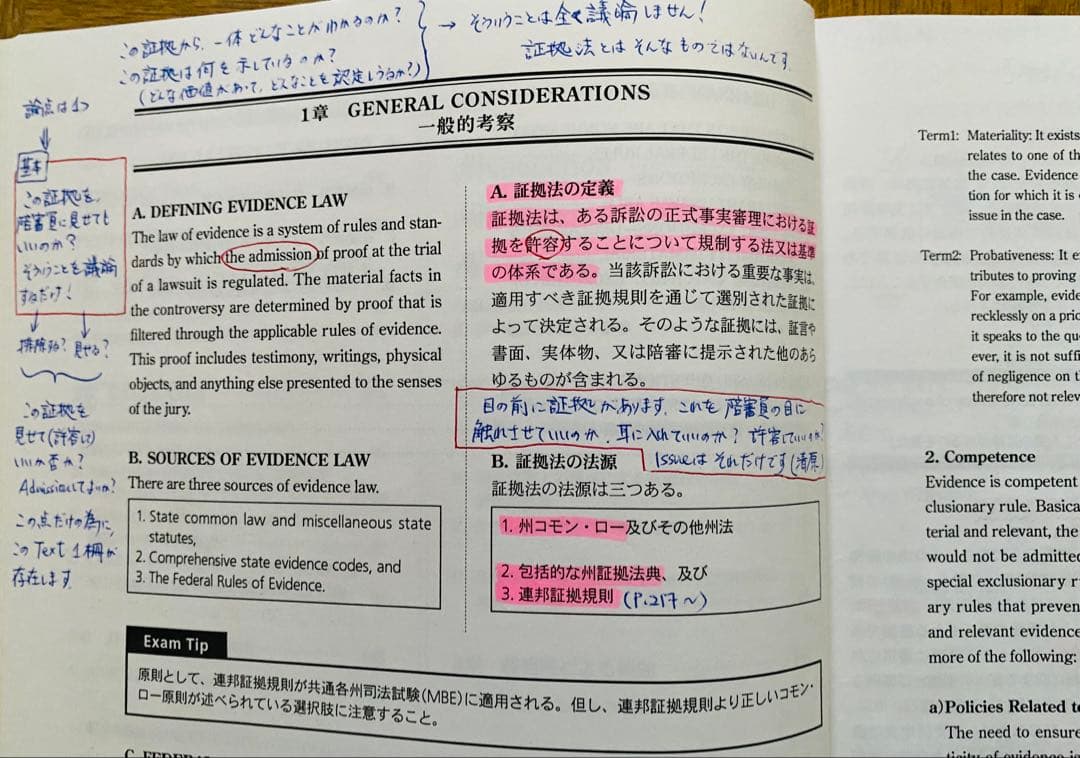 この証拠から、一体どんなことがわかるのか?
この証拠は何を示しているのか?
(どんな価値があって、どんなことを認定しうるか?)
→ そういうことは全く議論しません!
証拠法とはそんなものではないんです。
論点は1つ
基本
この証拠を、
陪審員に見せても
いいのか?
そういうことを議論
するだけ!
排除する? 見せる?
この証拠を
見せて(許容して)
いいか否か?
Admissionしてよいか?
この点だけの為に、
このText 1冊が
存在します。
1章 GENERAL CONSIDERATIONS
一般的考察
A. DEFINING EVIDENCE LAW
The law of evidence is a system of rules and stan-
dards by which the admission of proof at the trial
of a lawsuit is regulated. The material facts in
the controversy are determined by proof that is
filtered through the applicable rules of evidence.
This proof includes testimony, writings, physical
objects, and anything else presented to the senses
of the jury.
B. SOURCES OF EVIDENCE LAW
There are three sources of evidence law.
1. State common law and miscellaneous state
statutes,
2. Comprehensive state evidence codes, and
3. The Federal Rules of Evidence.
A. 証拠法の定義
証拠法は、ある訴訟の正式事実審理における証
拠を許容することについて規制する法又は基準
の体系である。当該訴訟における重要な事実は、
適用すべき証拠規則を通じて選別された証拠に
よって決定される。そのような証拠には、証言や
書面、実体物、又は陪審に提示された他のあら
ゆるものが含まれる。
目の前に証拠があります。これを陪審員の目に
触れさせていいのか、耳に入れていいのか? 許容していいのか?
Issueはそれだけです
B. 証拠法の法源
証拠法の法源は三つある。
1. 州コモン・ロー及びその他州法
2. 包括的な州証拠法典、及び
3. 連邦証拠規則 (P.217~)
Exam Tip
原則として、連邦証拠規則が共通各州司法試験(MBE)に適用される。但し、連邦証拠規則より正しいコモン・
ロー原則が述べられている選択肢に注意すること。
C. FEDERA
Term1: Materiality: It exists
relates to one of th
the case. Evidence
tion for which it is
issue in the case.
Term2: Probativeness: It e
tributes to proving
For example, evide
recklessly on a pric
it speaks to the qu
ever, it is not suffi
of negligence on t
therefore not relev
2. Competence
Evidence is competent
clusionary rule. Basica
terial and relevant, the
would not be admitted
special exclusionary r
ary rules that preven
and relevant evidence
more of the following:
a)Policies Related to
The need to ensure
ticity of evidence is